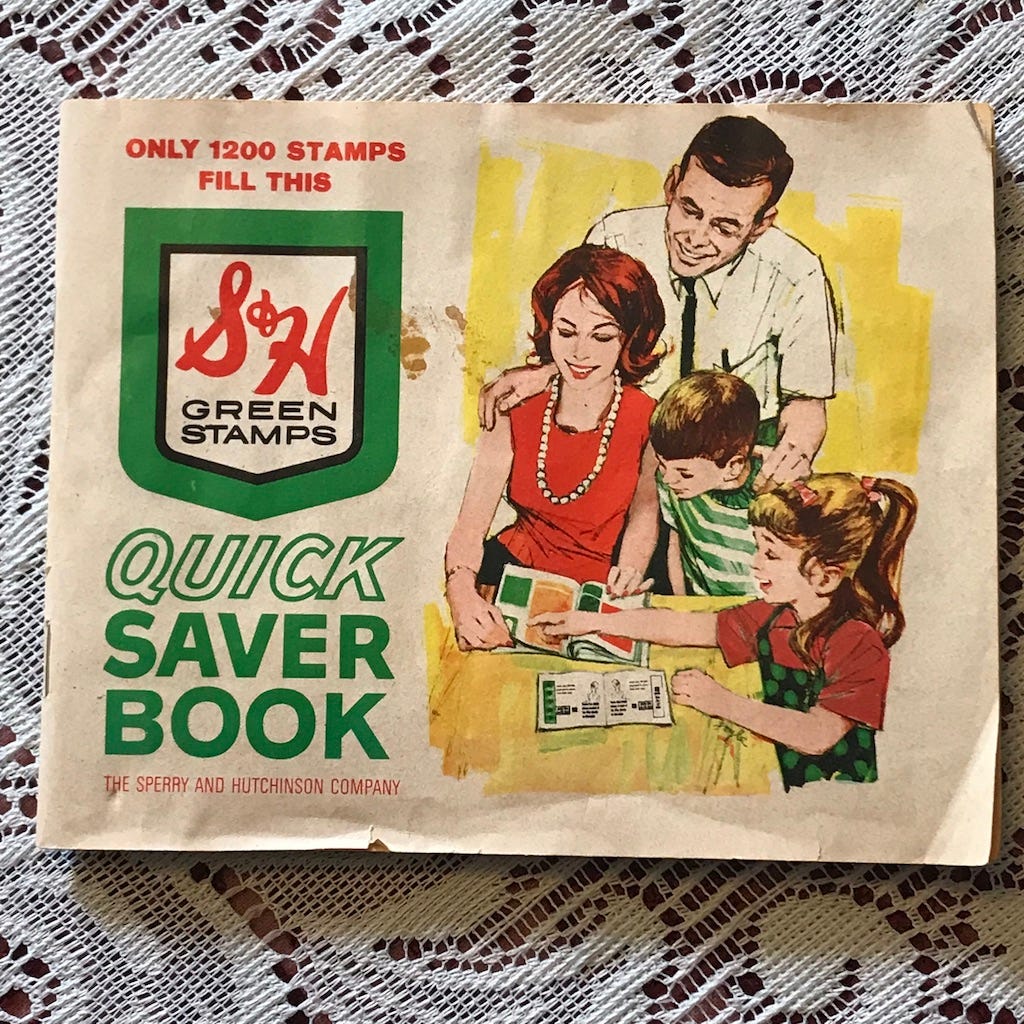 ONLY 1200 STAMPS
FILL THIS
S&H
GREEN
STAMPS
QUICK
SAVER
BOOK
THE SPERRY AND HUTCHINSON COMPANY